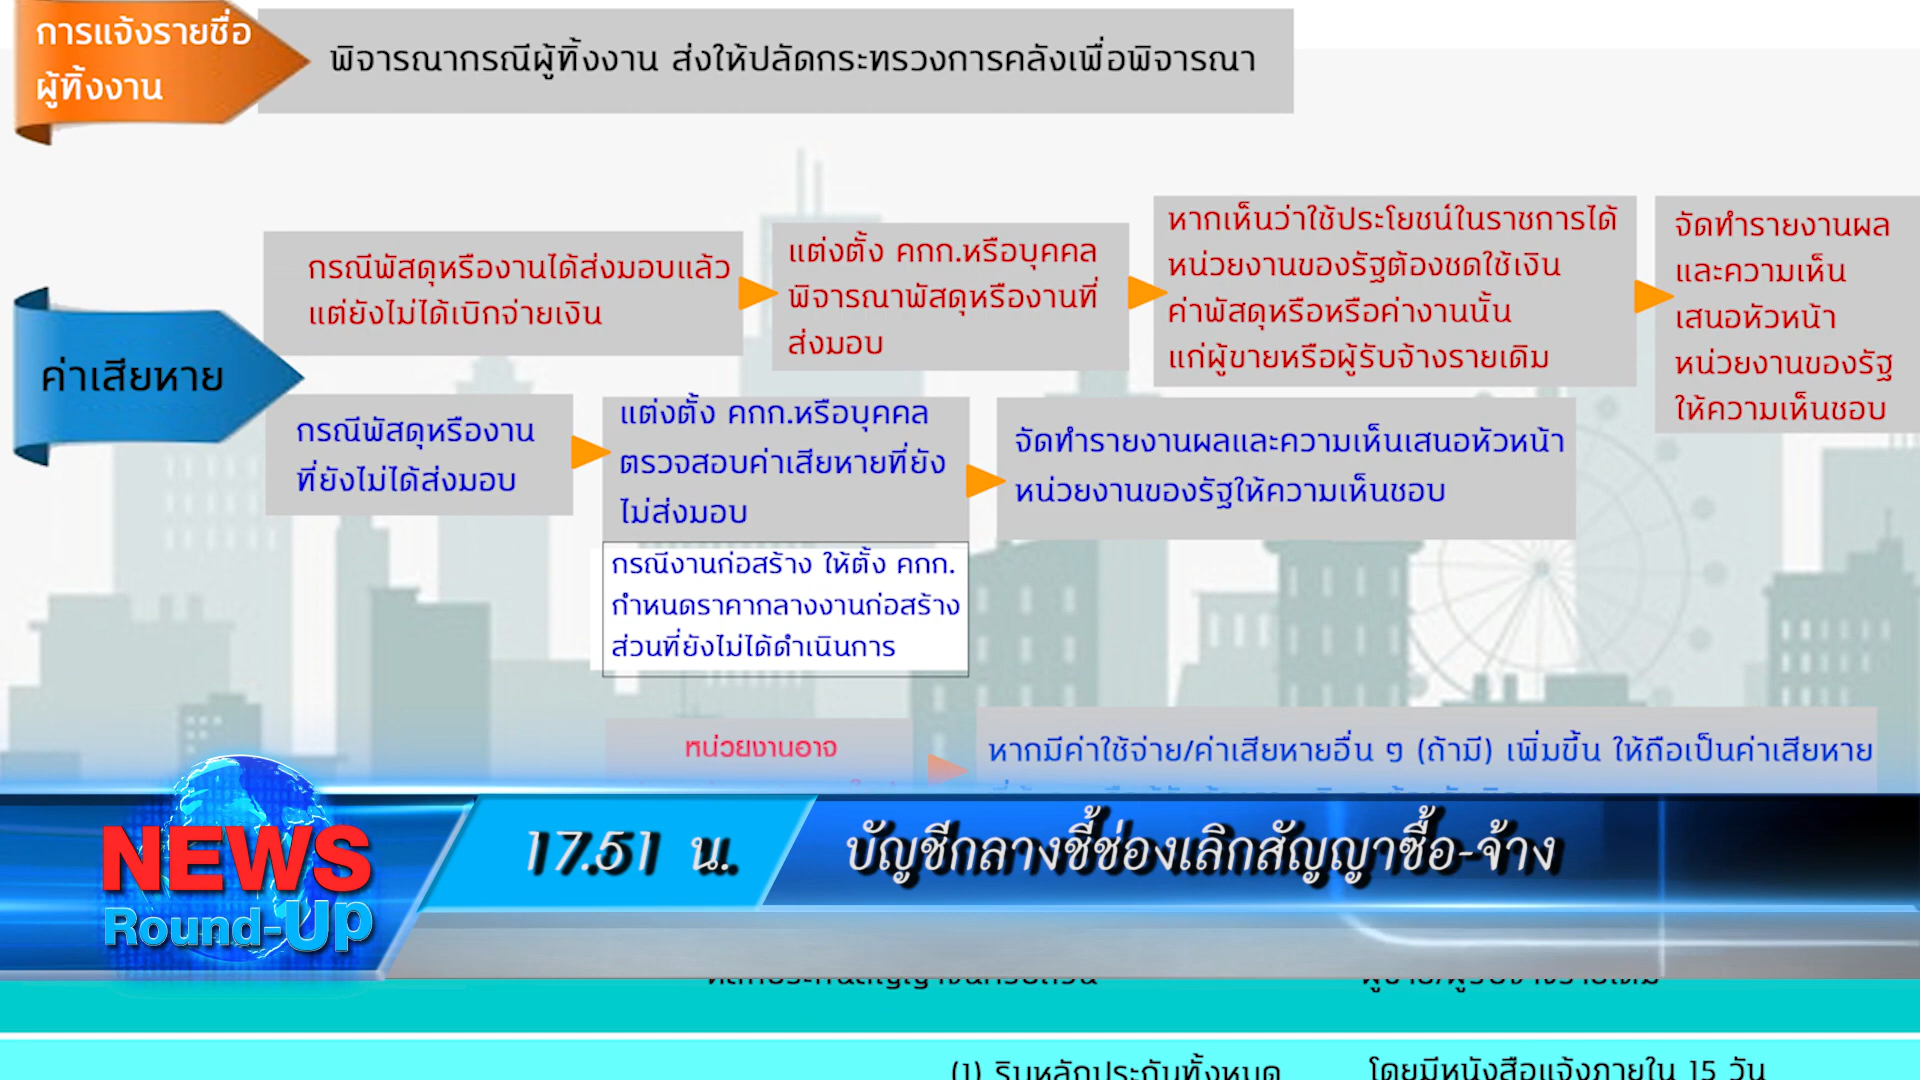 การแจ้งรายชื่อ
ผู้ทิ้งงาน
พิจารณากรณีผู้ทิ้งงาน ส่งให้ปลัดกระทรวงการคลังเพื่อพิจารณา
ค่าเสียหาย
กรณีพัสดุหรืองานได้ส่งมอบแล้ว
แต่ยังไม่ได้เบิกจ่ายเงิน
แต่งตั้ง คกก.หรือบุคคล
พิจารณาพัสดุหรืองานที่
ส่งมอบ
หากเห็นว่าใช้ประโยชน์ในราชการได้
หน่วยงานของรัฐต้องชดใช้เงิน
ค่าพัสดุหรือหรือค่างานนั้น
แก่ผู้ขายหรือผู้รับจ้างรายเดิม
จัดทำรายงานผล
และความเห็น
เสนอหัวหน้า
หน่วยงานของรัฐ
ให้ความเห็นชอบ
กรณีพัสดุหรืองาน
ที่ยังไม่ได้ส่งมอบ
แต่งตั้ง คกก.หรือบุคคล
ตรวจสอบค่าเสียหายที่ยัง
ไม่ส่งมอบ
จัดทำรายงานผลและความเห็นเสนอหัวหน้า
หน่วยงานของรัฐให้ความเห็นชอบ
กรณีงานก่อสร้าง ให้ตั้ง คกก.
กำหนดราคากลางงานก่อสร้าง
ส่วนที่ยังไม่ได้ดำเนินการ
หน่วยงานอาจ
หากมีค่าใช้จ่าย/ค่าเสียหายอื่น ๆ (ถ้ามี) เพิ่มขึ้น ให้ถือเป็นค่าเสียหาย
NEWS
Round-Up
17.51 น.
บัญชีกลางชี้ช่องเลิกสัญญาซื้อ-จ้าง
(1) ริบหลักประกันทั้งหมด
โดยมีหนังสือแจ้งภายใน 15 วัน